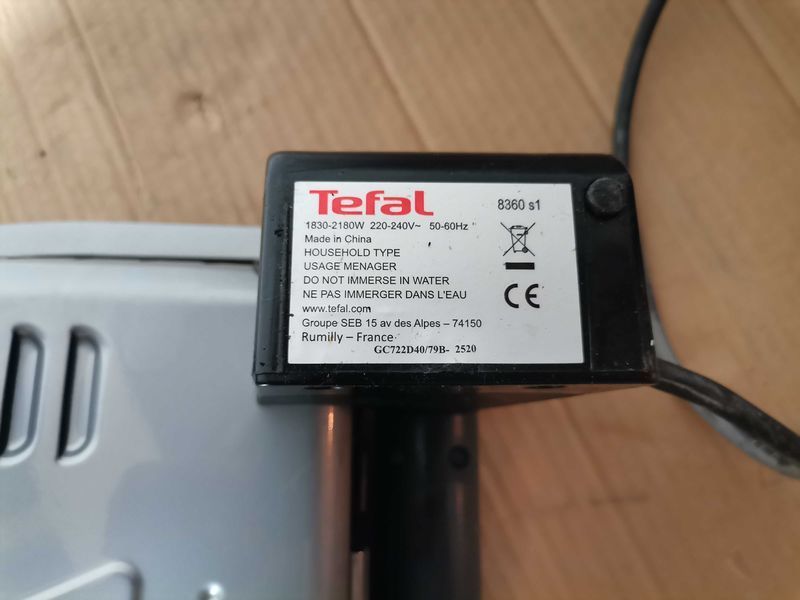 Tefal
8360 s1
1830-2180W 220-240V~ 50-60Hz
Made in China
HOUSEHOLD TYPE
USAGE MENAGER
DO NOT IMMERSE IN WATER
NE PAS IMMERGER DANS L'EAU
www.tefal.com
Groupe SEB 15 av des Alpes – 74150
Rumilly – France
GC722D40/79B- 2520
CE